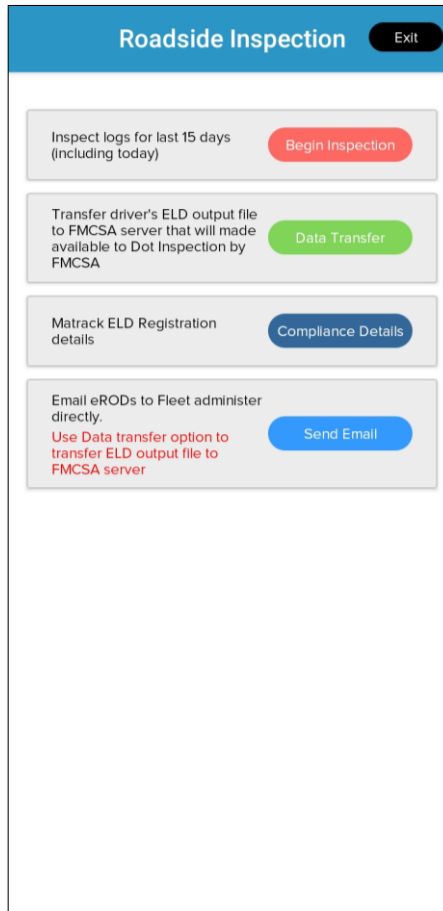 Roadside Inspection
Exit
Inspect logs for last 15 days
(including today)
Begin Inspection
Transfer driver's ELD output file
to FMCSA server that will made
available to Dot Inspection by
FMCSA
Data Transfer
Matrack ELD Registration
details
Compliance Details
Email eRODs to Fleet administer
directly.
Use Data transfer option to
transfer ELD output file to
FMCSA server
Send Email